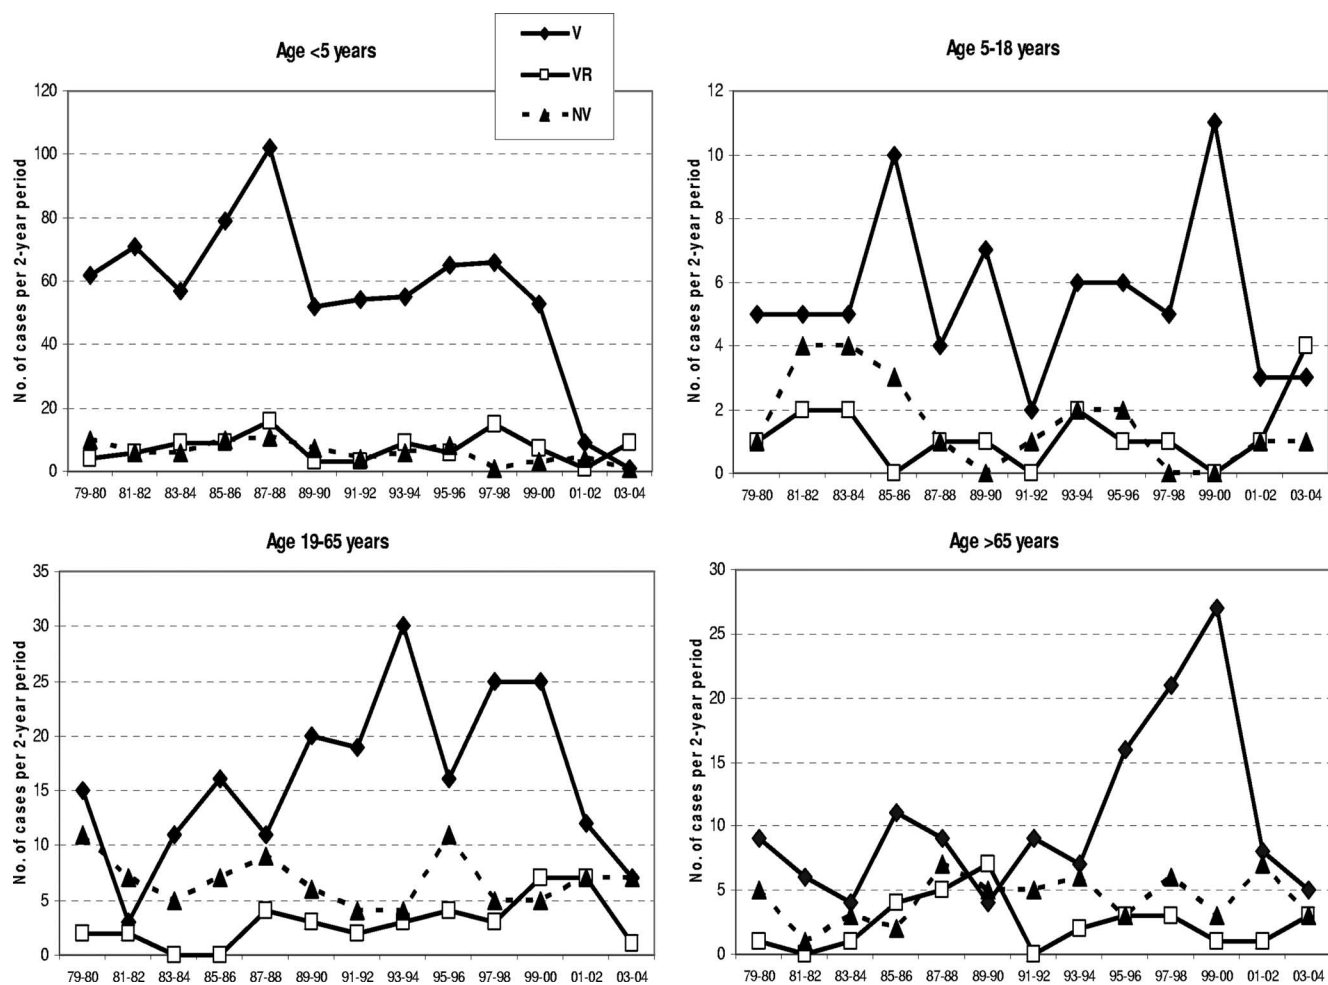 Age <5 years
V
VR
NV
No. of cases per 2-year period
120
100
80
60
40
20
0
79-80 81-82 83-84 85-86 87-88 89-90 91-92 93-94 95-96 97-98 99-00 01-02 03-04
Age 5-18 years
No. of cases per 2-year period
12
10
8
6
4
2
0
79-80 81-82 83-84 85-86 87-88 89-90 91-92 93-94 95-96 97-98 99-00 01-02 03-04
Age 19-65 years
No. of cases per 2-year period
35
30
25
20
15
10
5
0
79-80 81-82 83-84 85-86 87-88 89-90 91-92 93-94 95-96 97-98 99-00 01-02 03-04
Age >65 years
No. of cases per 2-year period
30
25
20
15
10
5
0
79-80 81-82 83-84 85-86 87-88 89-90 91-92 93-94 95-96 97-98 99-00 01-02 03-04